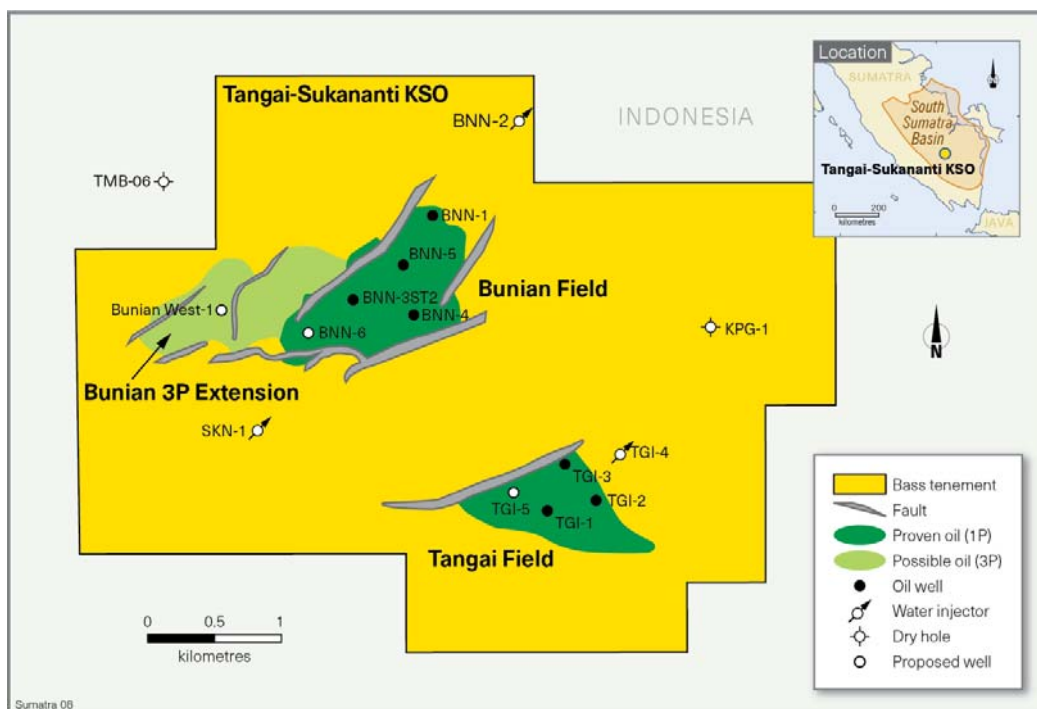 Tangai-Sukananti KSO
BNN-2
INDONESIA
TMB-06
BNN-1
BNN-5
Bunian Field
Bunian West-1
BNN-3ST2
BNN-4
BNN-6
KPG-1
Bunian 3P Extension
SKN-1
TGI-4
TGI-3
TGI-5
TGI-2
TGI-1
Tangai Field
0 0.5 1
kilometres
Sumatra 08
N
Location
SUMATRA
South
Sumatra
Basin
Tangai-Sukananti KSO
0 200
kilometres
JAVA
Bass tenement
Fault
Proven oil (1P)
Possible oil (3P)
Oil well
Water injector
Dry hole
Proposed well